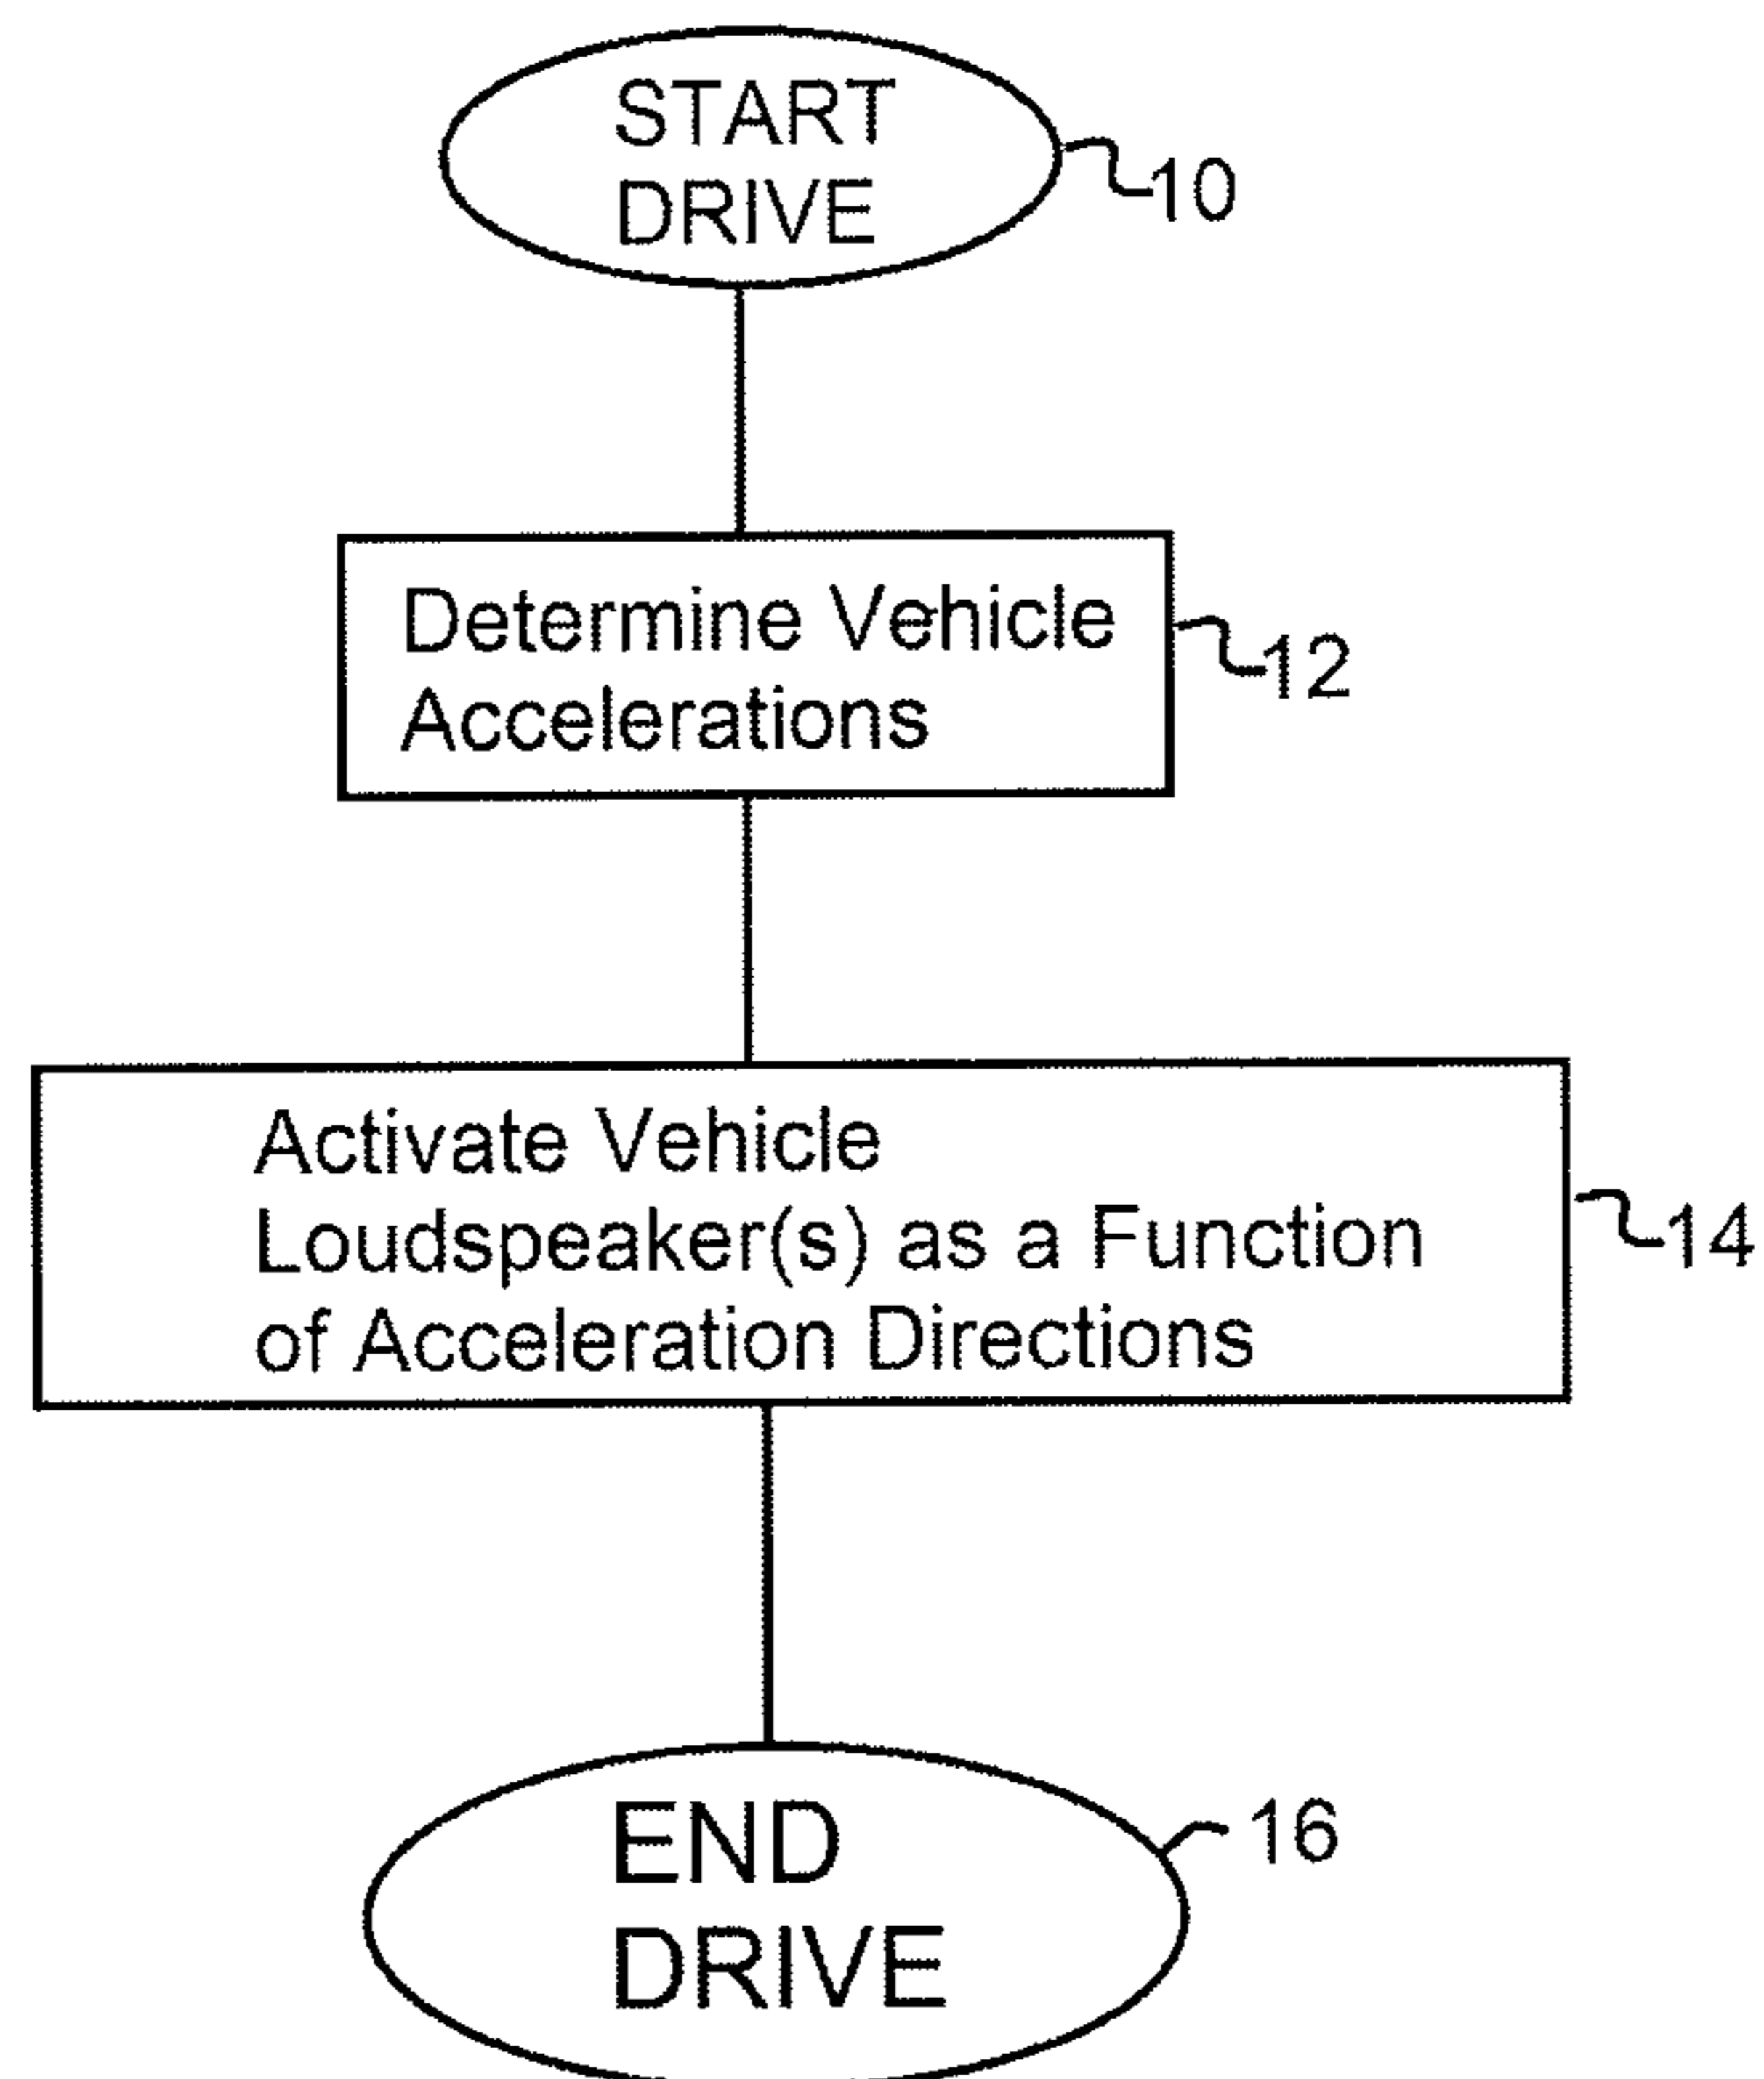 START
DRIVE
10
Determine Vehicle
Accelerations
12
Activate Vehicle
Loudspeaker(s) as a Function
of Acceleration Directions
14
END
DRIVE
16